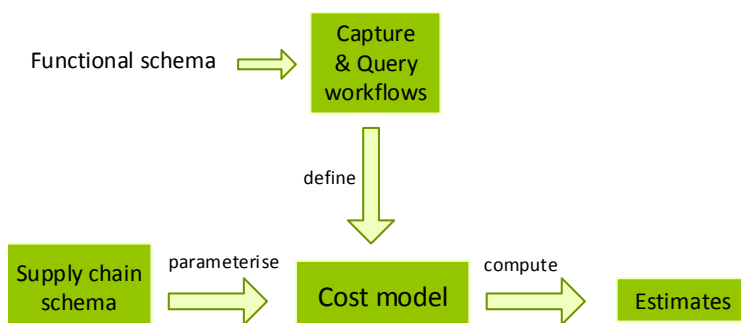 Functional schema
Capture
& Query
workflows
define
Supply chain
schema
parameterise
Cost model
compute
Estimates